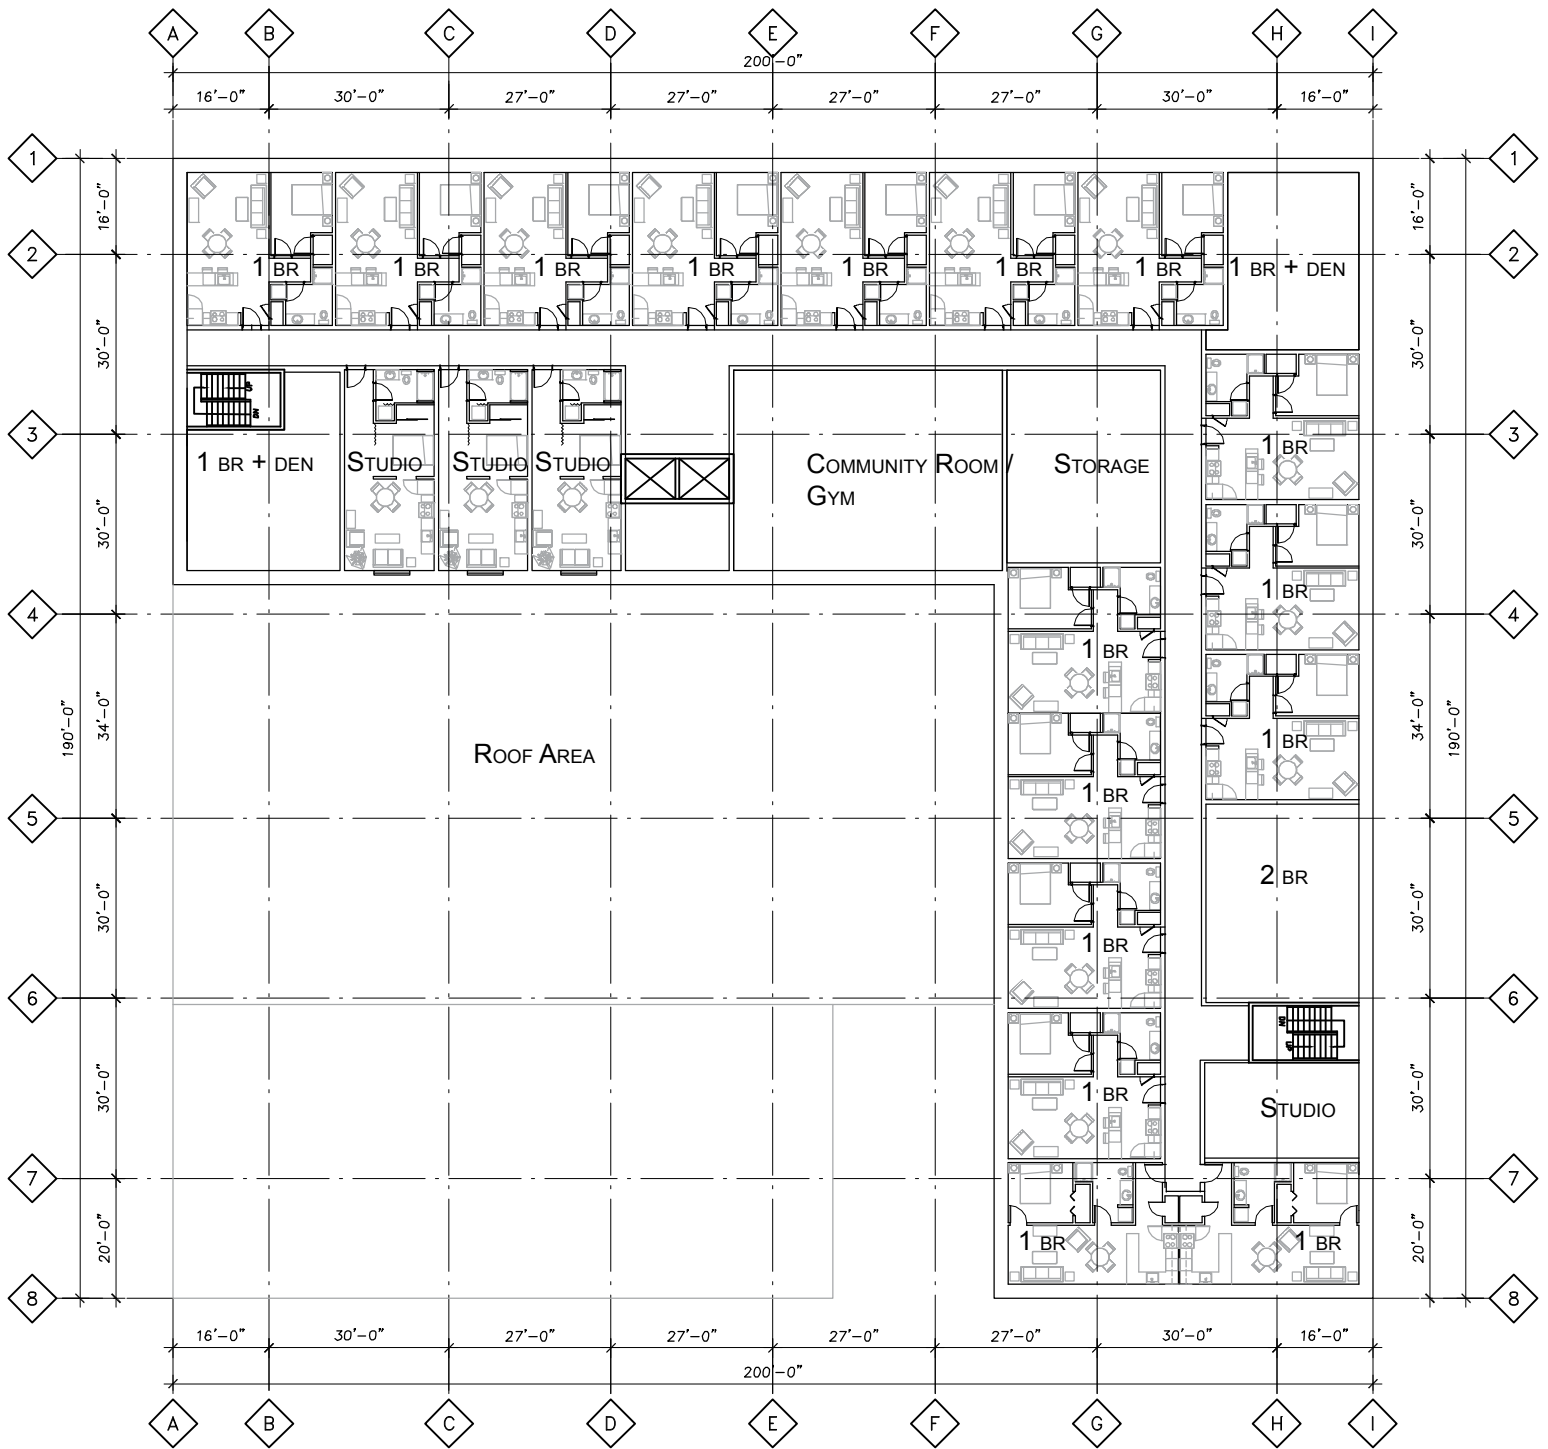 A B C D E F G H I
200'-0"
16'-0" 30'-0" 27'-0" 27'-0" 27'-0" 27'-0" 30'-0" 16'-0"
1 1
16'-0" 16'-0"
2 2
1 BR 1 BR 1 BR 1 BR 1 BR 1 BR 1 BR 1 BR + DEN
30'-0" 30'-0"
UP
DN
3 3
1 BR
1 BR + DEN STUDIO STUDIO STUDIO COMMUNITY ROOM / STORAGE
GYM
30'-0" 30'-0"
1 BR
4 4
1 BR
190'-0" 34'-0" 34'-0" 190'-0"
1 BR
ROOF AREA
1 BR
5 5
2 BR
30'-0" 30'-0"
1 BR
6 6
DN
UP
30'-0" 30'-0"
1 BR
STUDIO
7 7
20'-0" 20'-0"
1 BR 1 BR
8 8
16'-0" 30'-0" 27'-0" 27'-0" 27'-0" 27'-0" 30'-0" 16'-0"
200'-0"
A B C D E F G H I